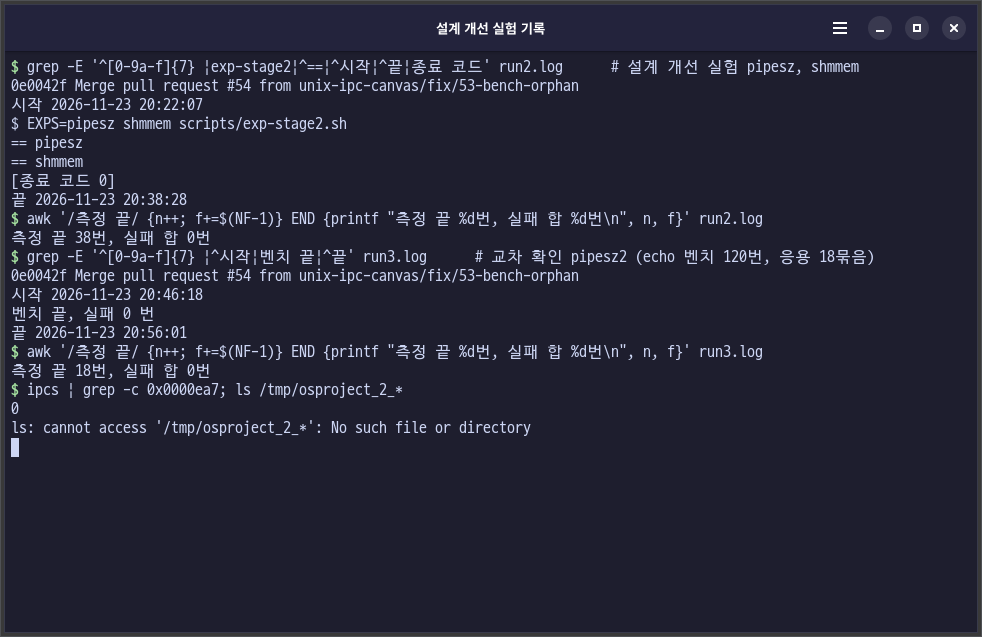 설계 개선 실험 기록
$ grep -E '^[0-9a-f]{7} |exp-stage2|^==|^시작|^끝|종료 코드' run2.log      # 설계 개선 실험 pipesz, shmmem
0e0042f Merge pull request #54 from unix-ipc-canvas/fix/53-bench-orphan
시작 2026-11-23 20:22:07
$ EXPS=pipesz shmmem scripts/exp-stage2.sh
== pipesz
== shmmem
[종료 코드 0]
끝 2026-11-23 20:38:28
$ awk '/측정 끝/ {n++; f+=$(NF-1)} END {printf "측정 끝 %d번, 실패 합 %d번\n", n, f}' run2.log
측정 끝 38번, 실패 합 0번
$ grep -E '^[0-9a-f]{7} |^시작|벤치 끝|^끝' run3.log      # 교차 확인 pipesz2 (echo 벤치 120번, 응용 18묶음)
0e0042f Merge pull request #54 from unix-ipc-canvas/fix/53-bench-orphan
시작 2026-11-23 20:46:18
벤치 끝, 실패 0 번
끝 2026-11-23 20:56:01
$ awk '/측정 끝/ {n++; f+=$(NF-1)} END {printf "측정 끝 %d번, 실패 합 %d번\n", n, f}' run3.log
측정 끝 18번, 실패 합 0번
$ ipcs | grep -c 0x0000ea7; ls /tmp/osproject_2_*
0
ls: cannot access '/tmp/osproject_2_*': No such file or directory